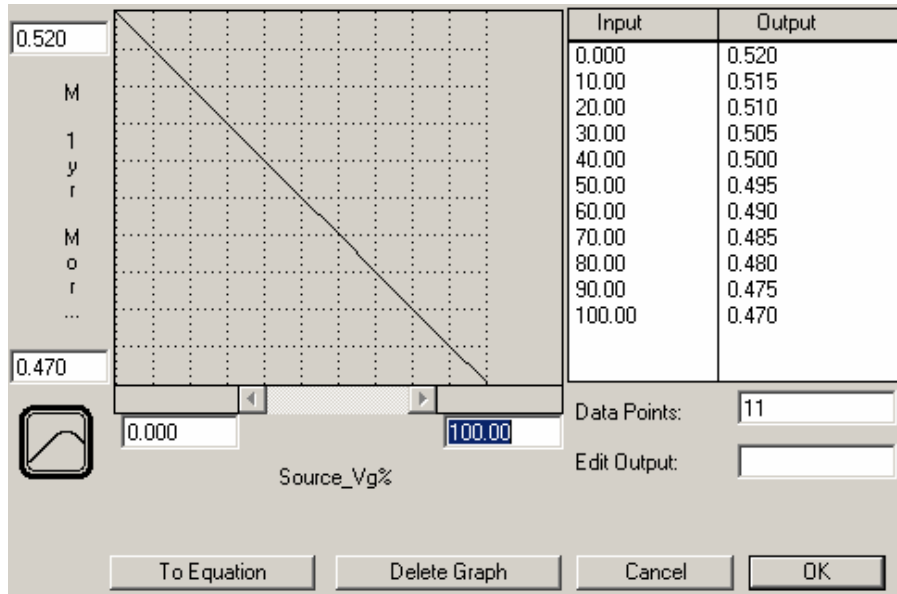 0.520
M 1yr Mor...
0.470
0.000
100.00
Source_Vg%
Input Output
0.000 0.520
10.00 0.515
20.00 0.510
30.00 0.505
40.00 0.500
50.00 0.495
60.00 0.490
70.00 0.485
80.00 0.480
90.00 0.475
100.00 0.470
Data Points: 11
Edit Output:
To Equation
Delete Graph
Cancel
OK